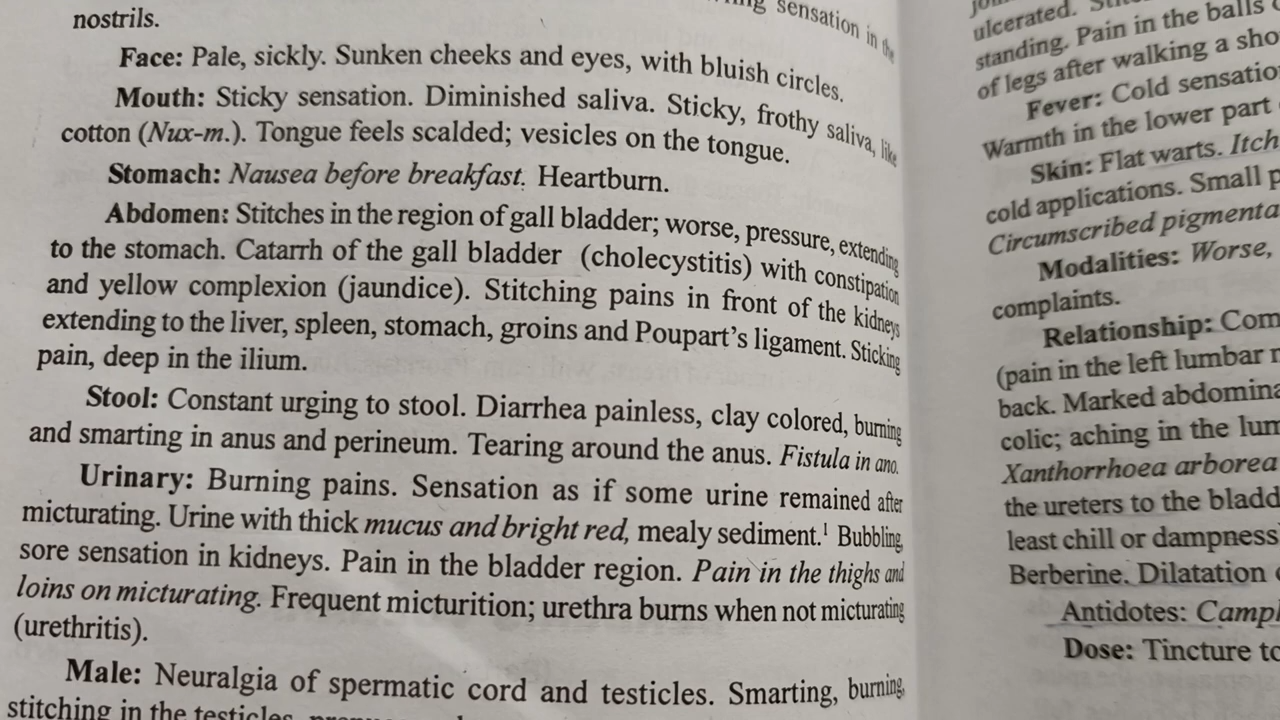 sensation in the
nostrils.
Face: Pale, sickly. Sunken cheeks and eyes, with bluish circles.
Mouth: Sticky sensation. Diminished saliva. Sticky, frothy saliva, like
cotton (Nux-m.). Tongue feels scalded; vesicles on the tongue.
Stomach: Nausea before breakfast. Heartburn.
Abdomen: Stitches in the region of gall bladder; worse, pressure, extending
to the stomach. Catarrh of the gall bladder (cholecystitis) with constipation
and yellow complexion (jaundice). Stitching pains in front of the kidneys
extending to the liver, spleen, stomach, groins and Poupart's ligament. Sticking
pain, deep in the ilium.
Stool: Constant urging to stool. Diarrhea painless, clay colored, burning
and smarting in anus and perineum. Tearing around the anus. Fistula in ano.
Urinary: Burning pains. Sensation as if some urine remained after
micturating. Urine with thick mucus and bright red, mealy sediment.¹ Bubbling,
sore sensation in kidneys. Pain in the bladder region. Pain in the thighs and
loins on micturating. Frequent micturition; urethra burns when not micturating
(urethritis).
Male: Neuralgia of spermatic cord and testicles. Smarting, burning,
stitching in the testicles,
ulcerated.
standing. Pain in the balls
of legs after walking a sho
Fever: Cold sensatio
Warmth in the lower part
Skin: Flat warts. Itch
cold applications. Small p
Circumscribed pigmenta
Modalities: Worse,
complaints.
Relationship: Com
(pain in the left lumbar r
back. Marked abdomina
colic; aching in the lum
Xanthorrhoea arborea
the ureters to the bladd
least chill or dampness
Berberine. Dilatation
Antidotes: Camp
Dose: Tincture to